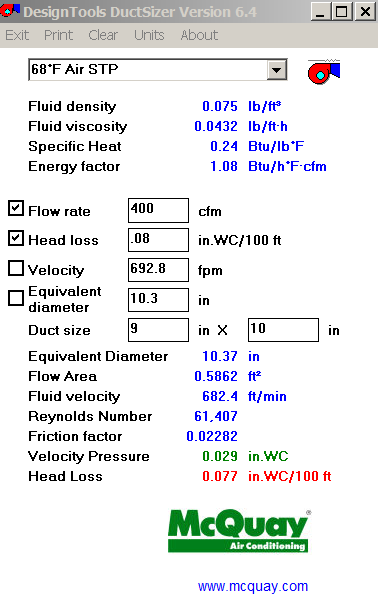 DesignTools DuctSizer Version 6.4
Exit Print Clear Units About
68*F Air STP
Fluid density 0.075 lb/ft³
Fluid viscosity 0.0432 lb/ft·h
Specific Heat 0.24 Btu/lb*F
Energy factor 1.08 Btu/h*F·cfm
Flow rate 400 cfm
Head loss .08 in.WC/100 ft
Velocity 692.8 fpm
Equivalent
diameter 10.3 in
Duct size 9 in X 10 in
Equivalent Diameter 10.37 in
Flow Area 0.5862 ft²
Fluid velocity 682.4 ft/min
Reynolds Number 61,407
Friction factor 0.02282
Velocity Pressure 0.029 in.WC
Head Loss 0.077 in.WC/100 ft
McQuay®
Air Conditioning
www.mcquay.com